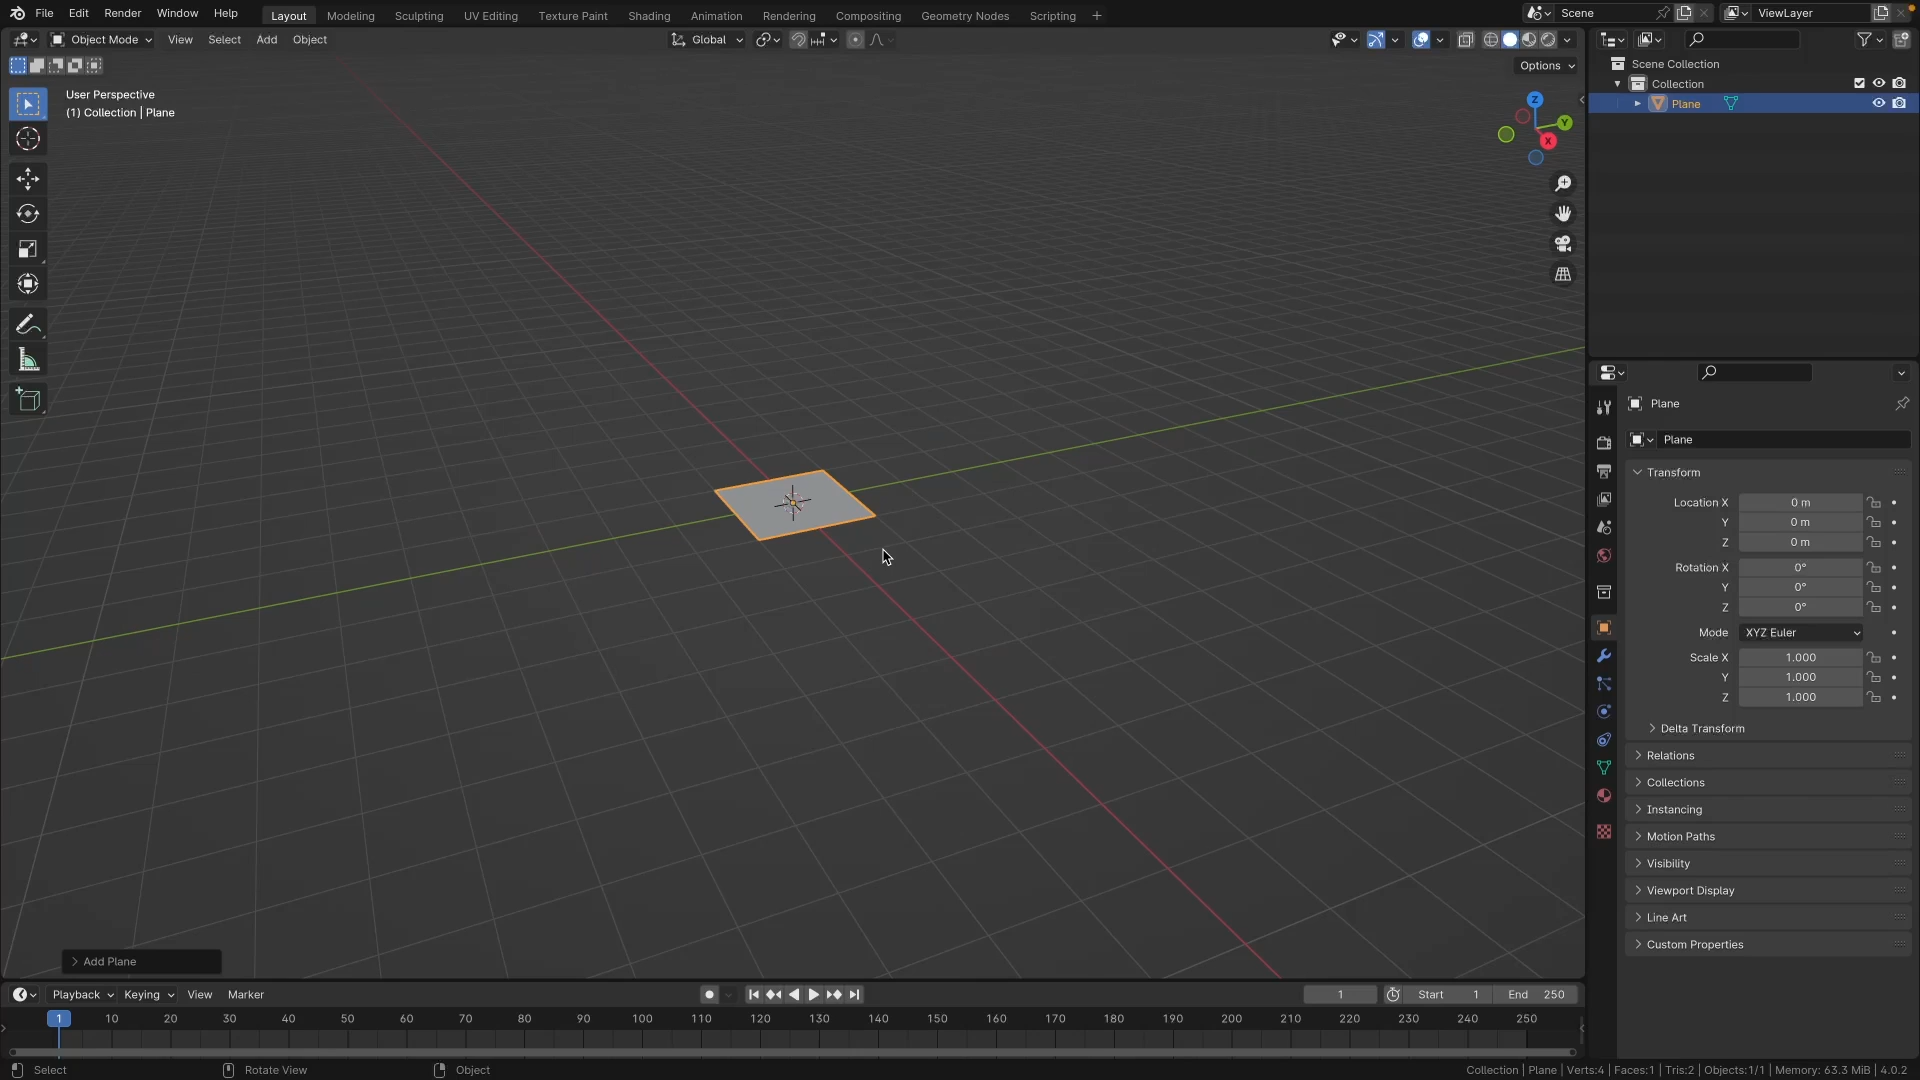 File Edit Render Window Help Layout Modeling Sculpting UV Editing Texture Paint Shading Animation Rendering Compositing Geometry Nodes Scripting + Scene ViewLayer
Object Mode View Select Add Object Global
Options
User Perspective
(1) Collection | Plane
Z
Y
X
Scene Collection
Collection
Plane
Plane
Plane
Transform
Location X 0 m
Y 0 m
Z 0 m
Rotation X 0°
Y 0°
Z 0°
Mode XYZ Euler
Scale X 1.000
Y 1.000
Z 1.000
Delta Transform
Relations
Collections
Instancing
Motion Paths
Visibility
Viewport Display
Line Art
Custom Properties
Add Plane
Playback Keying View Marker 1 Start 1 End 250
1 10 20 30 40 50 60 70 80 90 100 110 120 130 140 150 160 170 180 190 200 210 220 230 240 250
Select Rotate View Object Collection | Plane | Verts:4 | Faces:1 | Tris:2 | Objects:1/1 | Memory: 63.3 MiB | 4.0.2